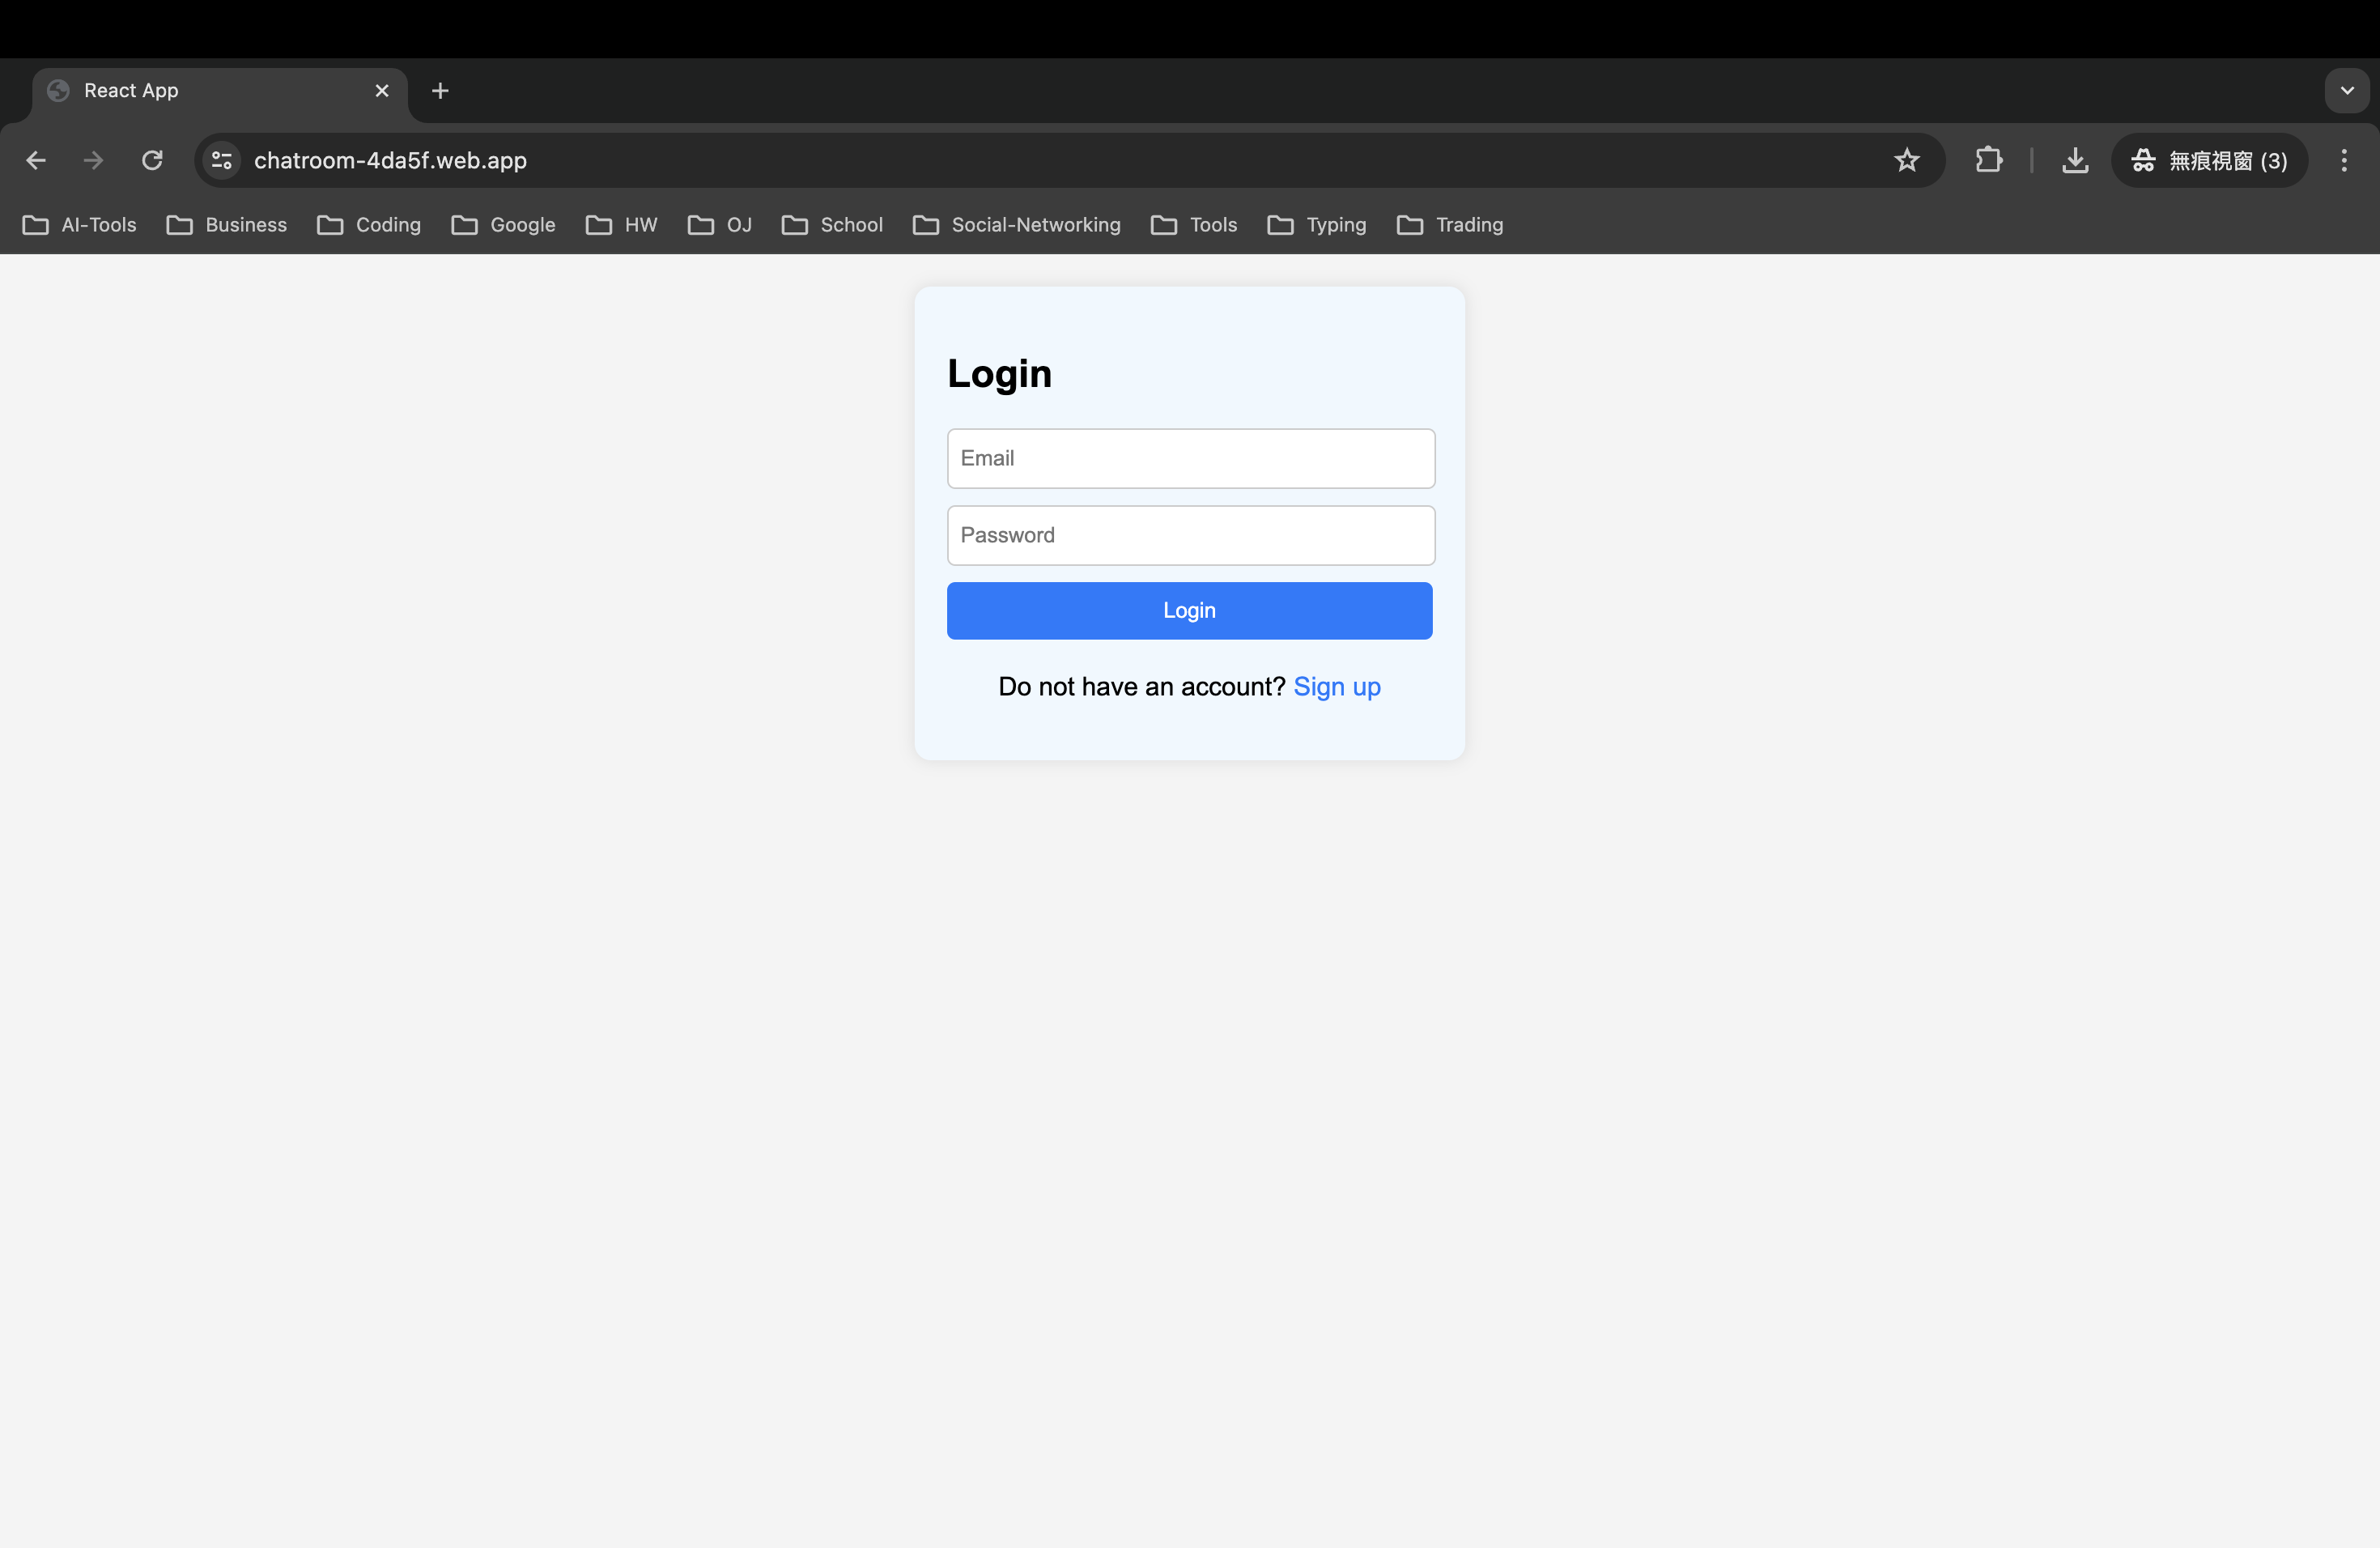 React App
chatroom-4da5f.web.app
無痕視窗 (3)
AI-Tools Business Coding Google HW OJ School Social-Networking Tools Typing Trading
Login
Email
Password
Login
Do not have an account? Sign up